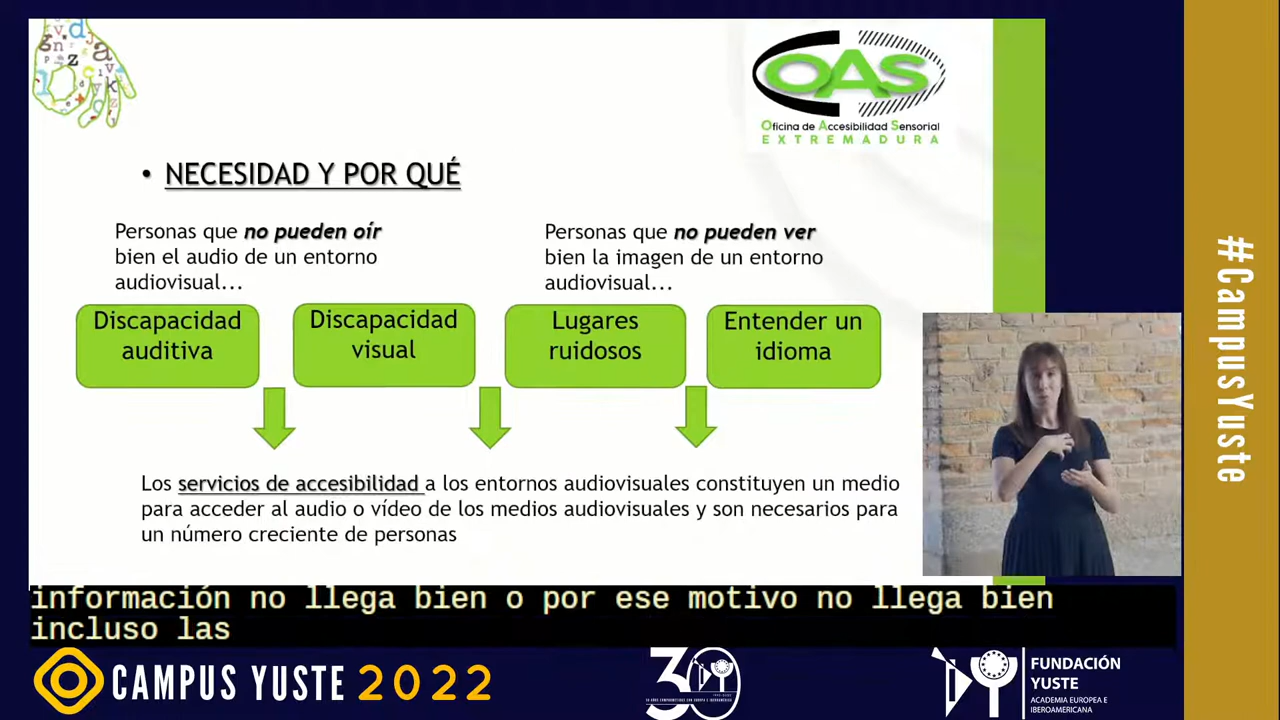 OAS
Oficina de Accesibilidad Sensorial
EXTREMADURA
• NECESIDAD Y POR QUÉ
Personas que no pueden oír
bien el audio de un entorno
audiovisual...
Personas que no pueden ver
bien la imagen de un entorno
audiovisual...
Discapacidad
auditiva
Discapacidad
visual
Lugares
ruidosos
Entender un
idioma
Los servicios de accesibilidad a los entornos audiovisuales constituyen un medio
para acceder al audio o vídeo de los medios audiovisuales y son necesarios para
un número creciente de personas
#CampusYuste
información no llega bien o por ese motivo no llega bien
incluso las
CAMPUS YUSTE 2022
30
FUNDACIÓN
YUSTE
ACADEMIA EUROPEA E
IBEROAMERICANA